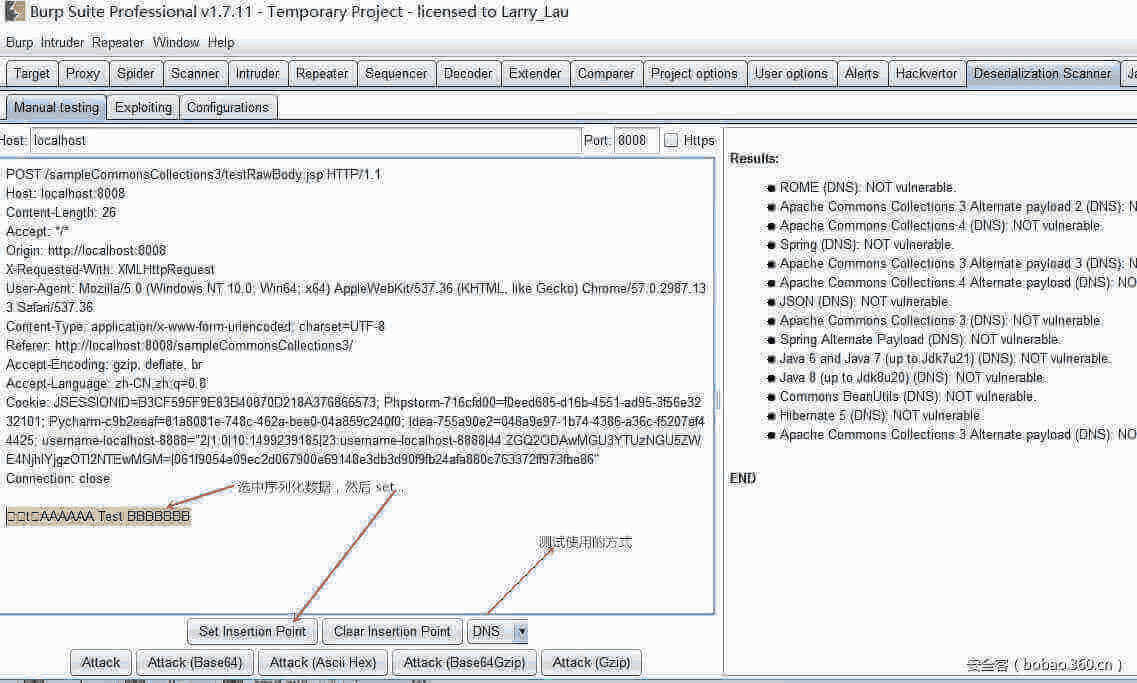 Burp Suite Professional v1.7.11 - Temporary Project - licensed to Larry_Lau
Burp Intruder Repeater Window Help
Target Proxy Spider Scanner Intruder Repeater Sequencer Decoder Extender Comparer Project options User options Alerts Hackvertor Deserialization Scanner
Manual testing Exploiting Configurations
Host: localhost Port: 8008 Https
POST /sampleCommonsCollections3/testRawBody.jsp HTTP/1.1
Host: localhost:8008
Content-Length: 26
Accept: */*
Origin: http://localhost:8008
X-Requested-With: XMLHttpRequest
User-Agent: Mozilla/5.0 (Windows NT 10.0; Win64; x64) AppleWebKit/537.36 (KHTML, like Gecko) Chrome/57.0.2987.13
3 Safari/537.36
Content-Type: application/x-www-form-urlencoded; charset=UTF-8
Referer: http://localhost:8008/sampleCommonsCollections3/
Accept-Encoding: gzip, deflate, br
Accept-Language: zh-CN,zh;q=0.8
Cookie: JSESSIONID=B3CF595F9E83B40870D218A376866573; Phpstorm-716cfd00=f0eed685-d16b-4551-ad95-3f56e32
32101; Pycharm-c9b2eeaf=81a8081e-748c-462a-bee0-04a859c240f0; Idea-755a90e2=048a9e97-1b74-4386-a36c-f5207ef4
4425; username-localhost-8888="2|1:0|10:1499239185|23:username-localhost-8888|44:
Connection: close
AAAAAA Test BBBBBBB
选中序列化数据，然后 set..
测试使用的方式
Set Insertion Point Clear Insertion Point DNS
Attack Attack (Base64) Attack (Ascii Hex) Attack (Base64Gzip) Attack (Gzip)
Results:
ROME (DNS): NOT vulnerable.
Apache Commons Collections 3 Alternate payload 2 (DNS): N
Apache Commons Collections 4 (DNS): NOT vulnerable.
Spring (DNS): NOT vulnerable.
Apache Commons Collections 3 Alternate payload 3 (DNS): N
Apache Commons Collections 4 Alternate payload (DNS): NO
JSON (DNS): NOT vulnerable.
Apache Commons Collections 3 (DNS): NOT vulnerable.
Spring Alternate Payload (DNS): NOT vulnerable.
Java 6 and Java 7 (up to Jdk7u21) (DNS): NOT vulnerable.
Java 8 (up to Jdk8u20) (DNS): NOT vulnerable.
Commons BeanUtils (DNS): NOT vulnerable.
Hibernate 5 (DNS): NOT vulnerable.
Apache Commons Collections 3 Alternate payload (DNS): NO
END
安全客（bobao.360.cn）